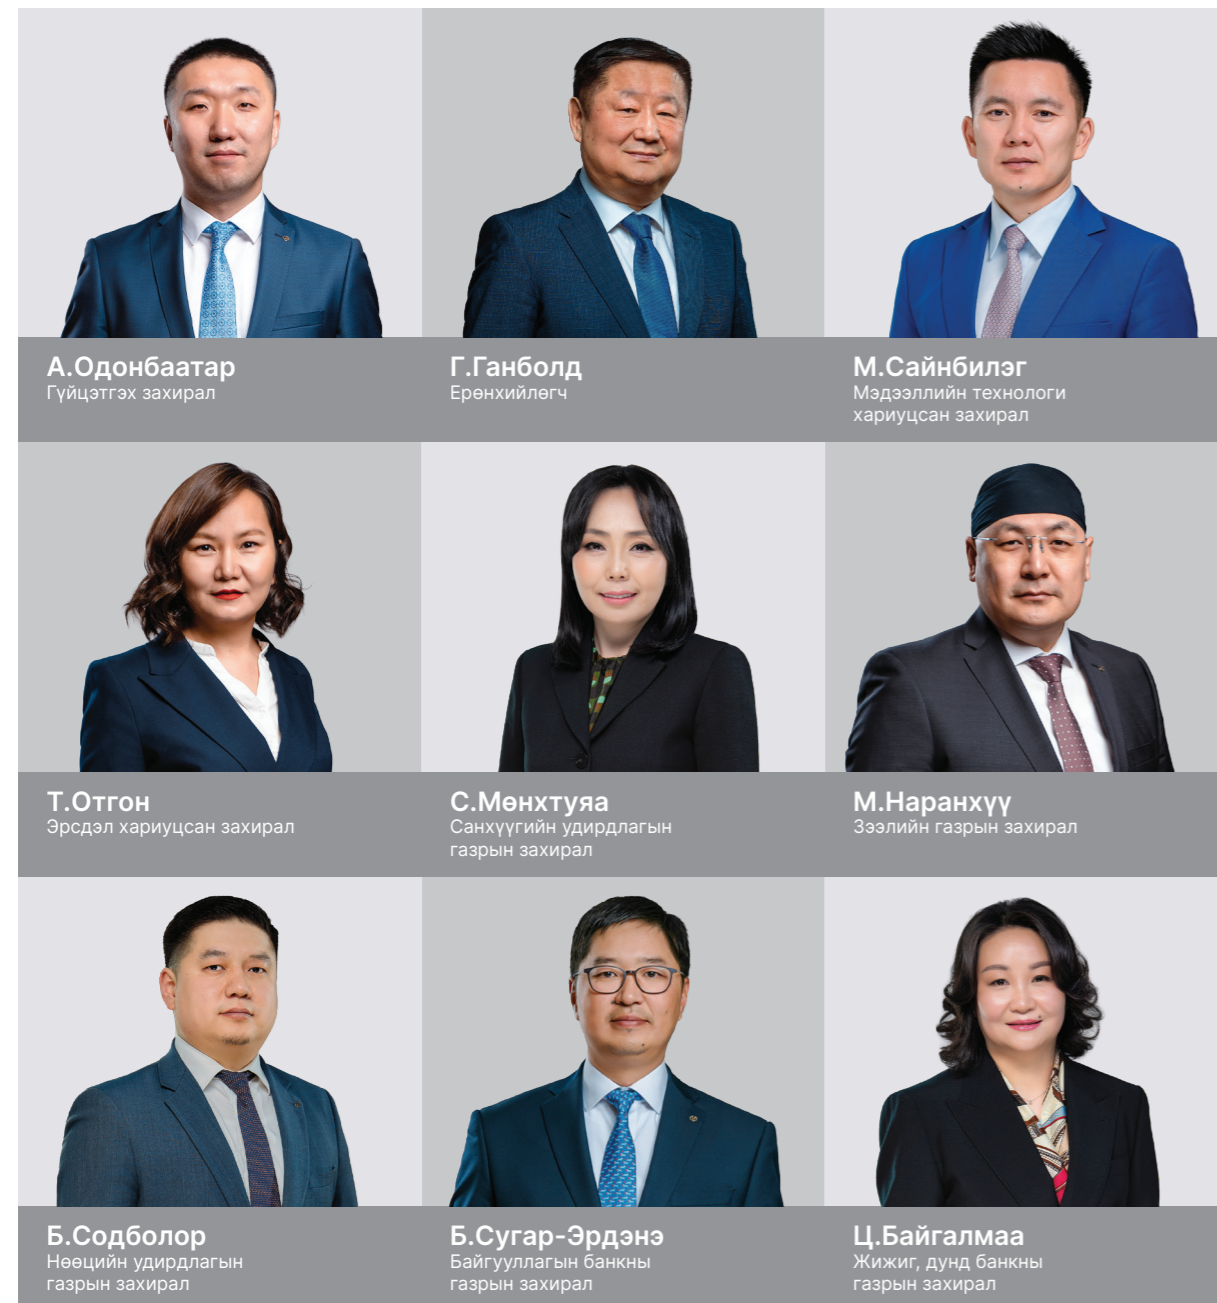 А.Одонбаатар
Гүйцэтгэх захирал
Г.Ганболд
Ерөнхийлөгч
М.Сайнбилэг
Мэдээллийн технологи
хариуцсан захирал
Т.Отгон
Эрсдэл хариуцсан захирал
С.Мөнхтуяа
Санхүүгийн удирдлагын
газрын захирал
М.Наранхүү
Зээлийн газрын захирал
Б.Содболор
Нөөцийн удирдлагын
газрын захирал
Б.Сугар-Эрдэнэ
Байгууллагын банкны
газрын захирал
Ц.Байгалмаа
Жижиг, дунд банкны
газрын захирал